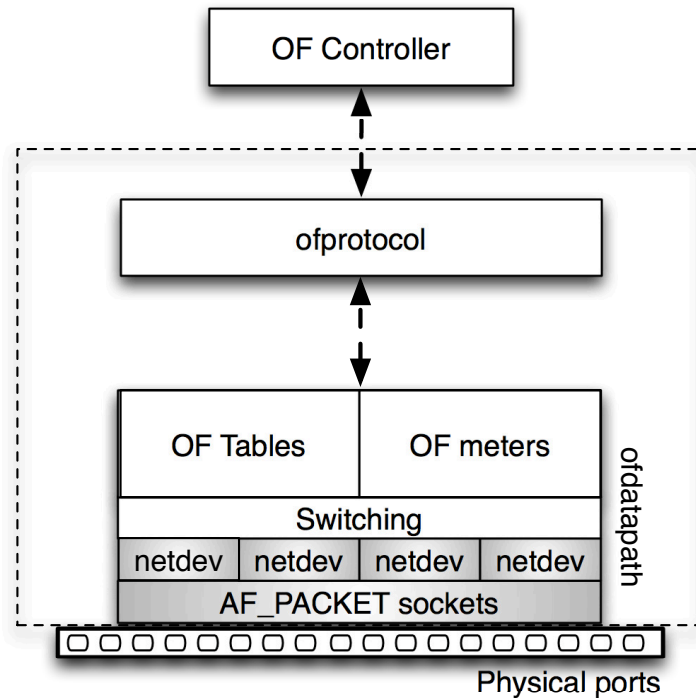 OF Controller
ofprotocol
OF Tables
OF meters
ofdatapath
Switching
netdev netdev netdev netdev
AF_PACKET sockets
Physical ports